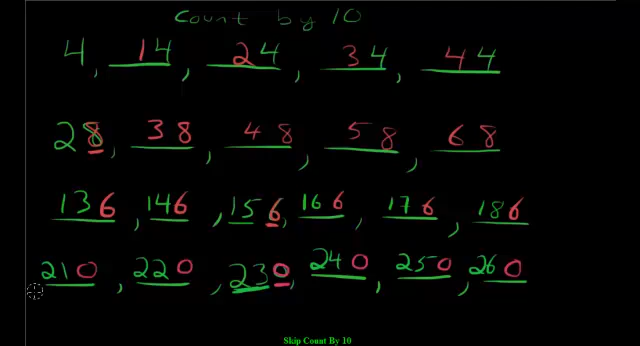 Count by 10
4, 14, 24, 34, 44
28, 38, 48, 58, 68
136, 146, 156, 166, 176, 186
210, 220, 230, 240, 250, 260
Skip Count By 10